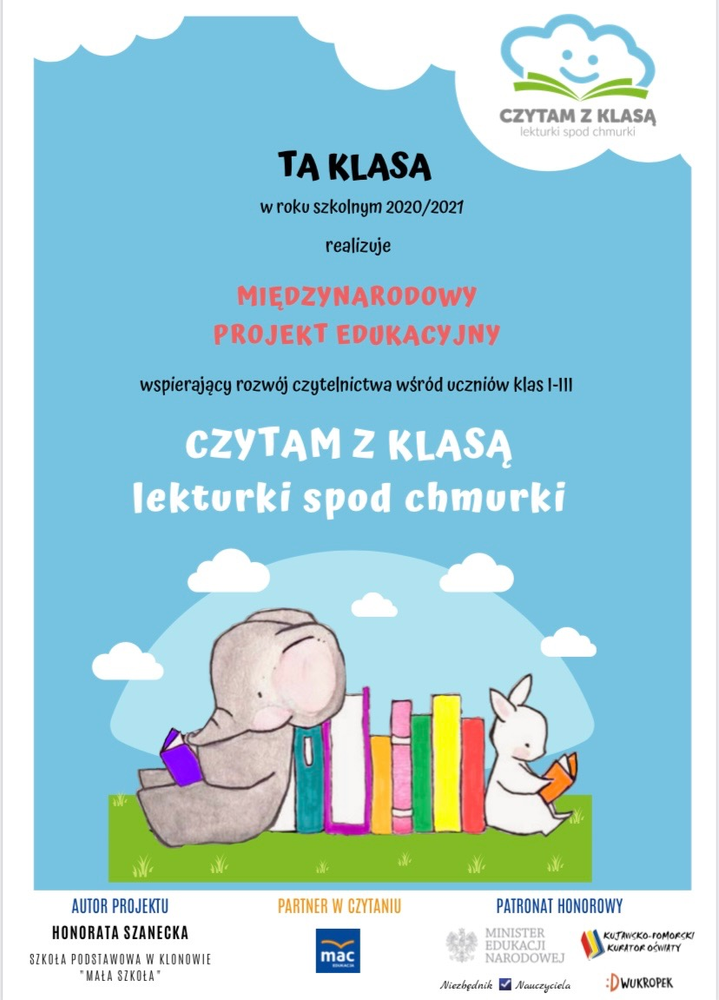 CZYTAM Z KLASĄ
lekturki spod chmurki
TA KLASA
w roku szkolnym 2020/2021
realizuje
MIĘDZYNARODOWY
PROJEKT EDUKACYJNY
wspierający rozwój czytelnictwa wśród uczniów klas I-III
CZYTAM Z KLASĄ
lekturki spod chmurki
AUTOR PROJEKTU
HONORATA SZANECKA
SZKOŁA PODSTAWOWA W KLONOWIE
"MAŁA SZKOŁA"
PARTNER W CZYTANIU
mac
EDUKACJA
PATRONAT HONOROWY
MINISTER
EDUKACJI
NARODOWEJ
KUJAWSKO-POMORSKI
KURATOR OŚWIATY
Niezbędnik Nauczyciela
:DWUKROPEK